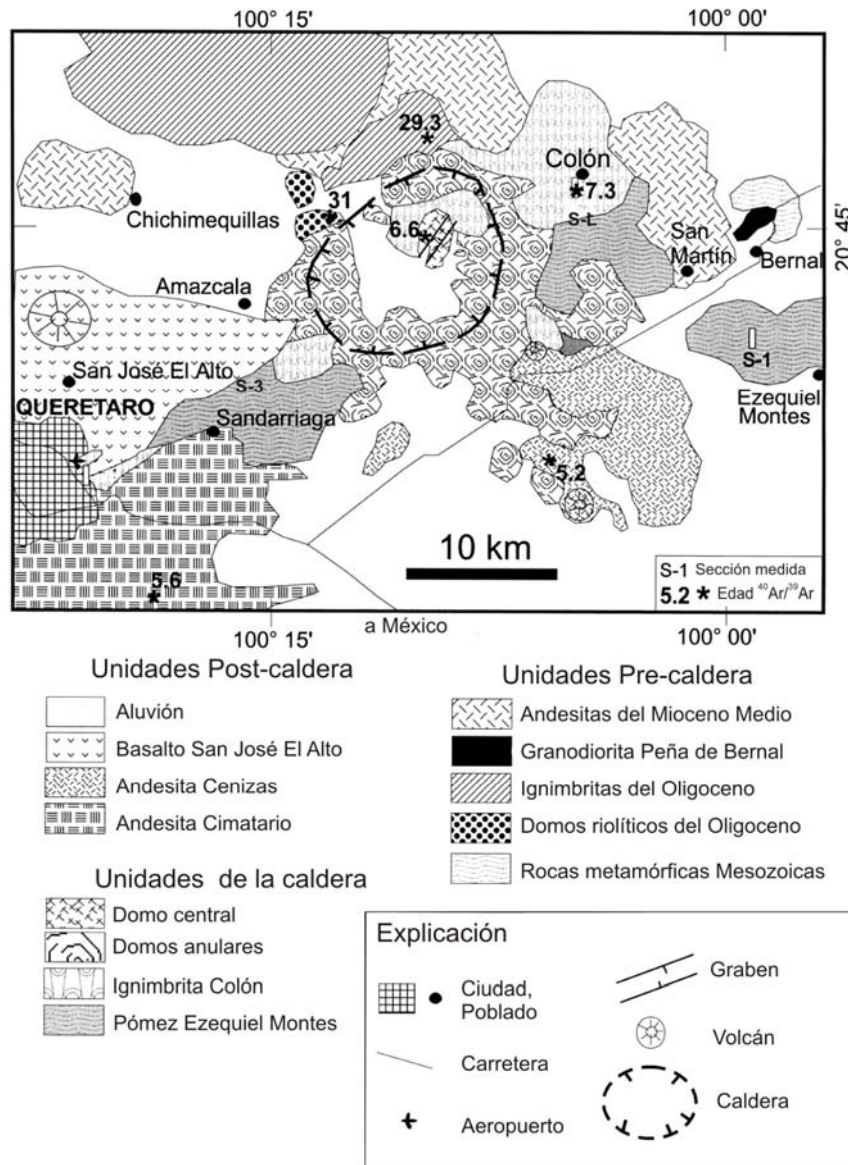 100° 15'
100° 00'
29.3
Colón
7.3
S-L
31
Chichimequillas
6.6
San
Martín
Bernal
20° 45'
Amazcala
San José El Alto
S-3
S-1
QUERETARO
Sandarriaga
Ezequiel
Montes
5.2
10 km
5.6
S-1 Sección medida
5.2 * Edad ⁴⁰Ar/³⁹Ar
100° 15'
a México
100° 00'
Unidades Post-caldera
Aluvión
Basalto San José El Alto
Andesita Cenizas
Andesita Cimatario
Unidades de la caldera
Domo central
Domos anulares
Ignimbrita Colón
Pómez Ezequiel Montes
Unidades Pre-caldera
Andesitas del Mioceno Medio
Granodiorita Peña de Bernal
Ignimbritas del Oligoceno
Domos riolíticos del Oligoceno
Rocas metamórficas Mesozoicas
Explicación
Ciudad,
Poblado
Carretera
Aeropuerto
Graben
Volcán
Caldera